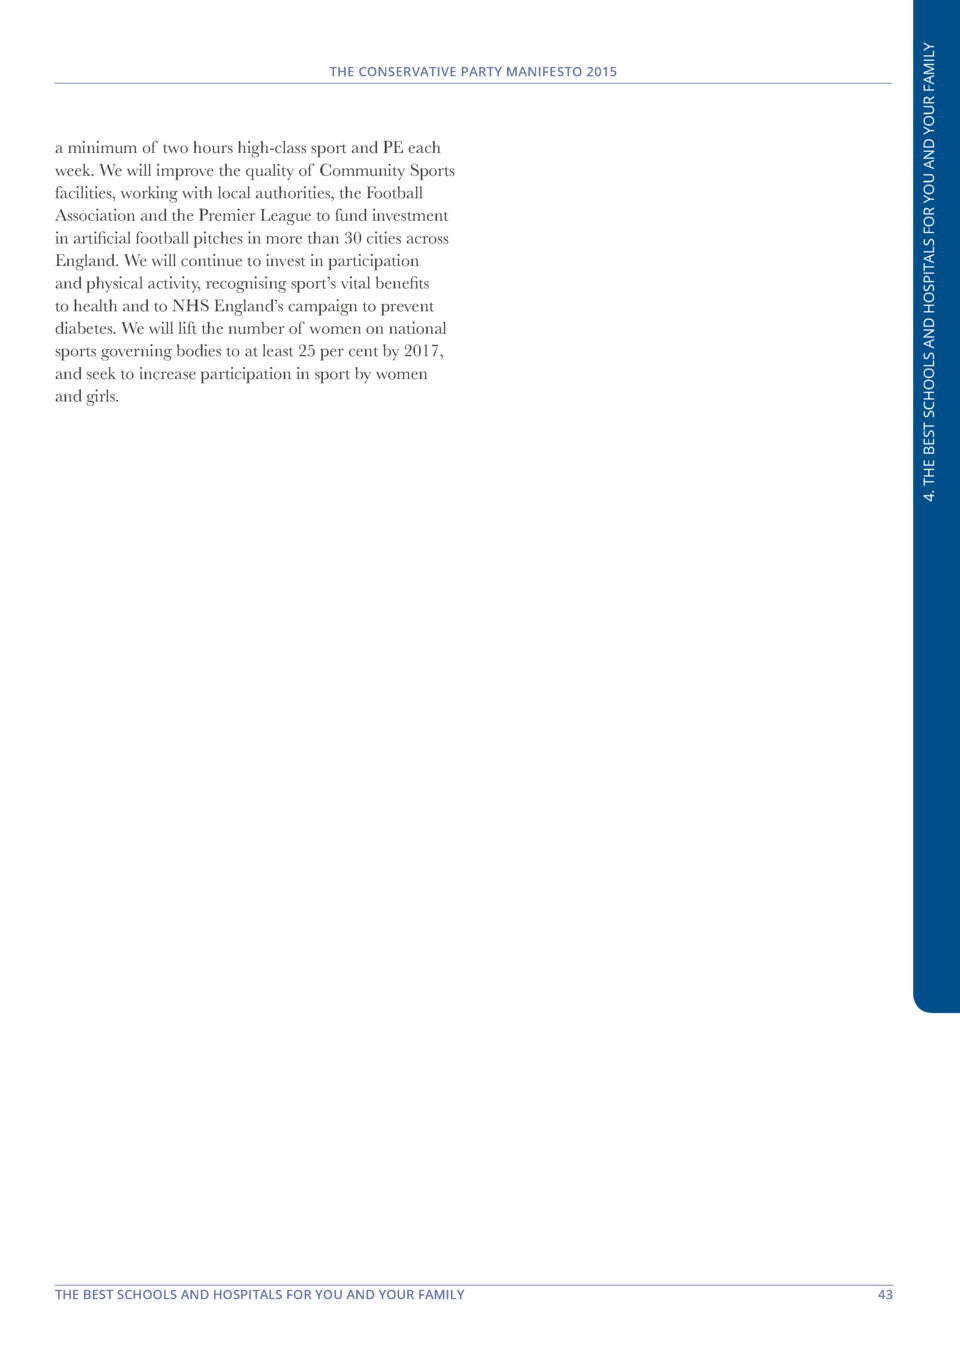 THE CONSERVATIVE PARTY MANIFESTO 2015
a minimum of two hours high-class sport and PE each
week. We will improve the quality of Community Sports
facilities, working with local authorities, the Football
Association and the Premier League to fund investment
in artificial football pitches in more than 30 cities across
England. We will continue to invest in participation
and physical activity, recognising sport’s vital benefits
to health and to NHS England’s campaign to prevent
diabetes. We will lift the number of women on national
sports governing bodies to at least 25 per cent by 2017,
and seek to increase participation in sport by women
and girls.
4. THE BEST SCHOOLS AND HOSPITALS FOR YOU AND YOUR FAMILY
THE BEST SCHOOLS AND HOSPITALS FOR YOU AND YOUR FAMILY 43